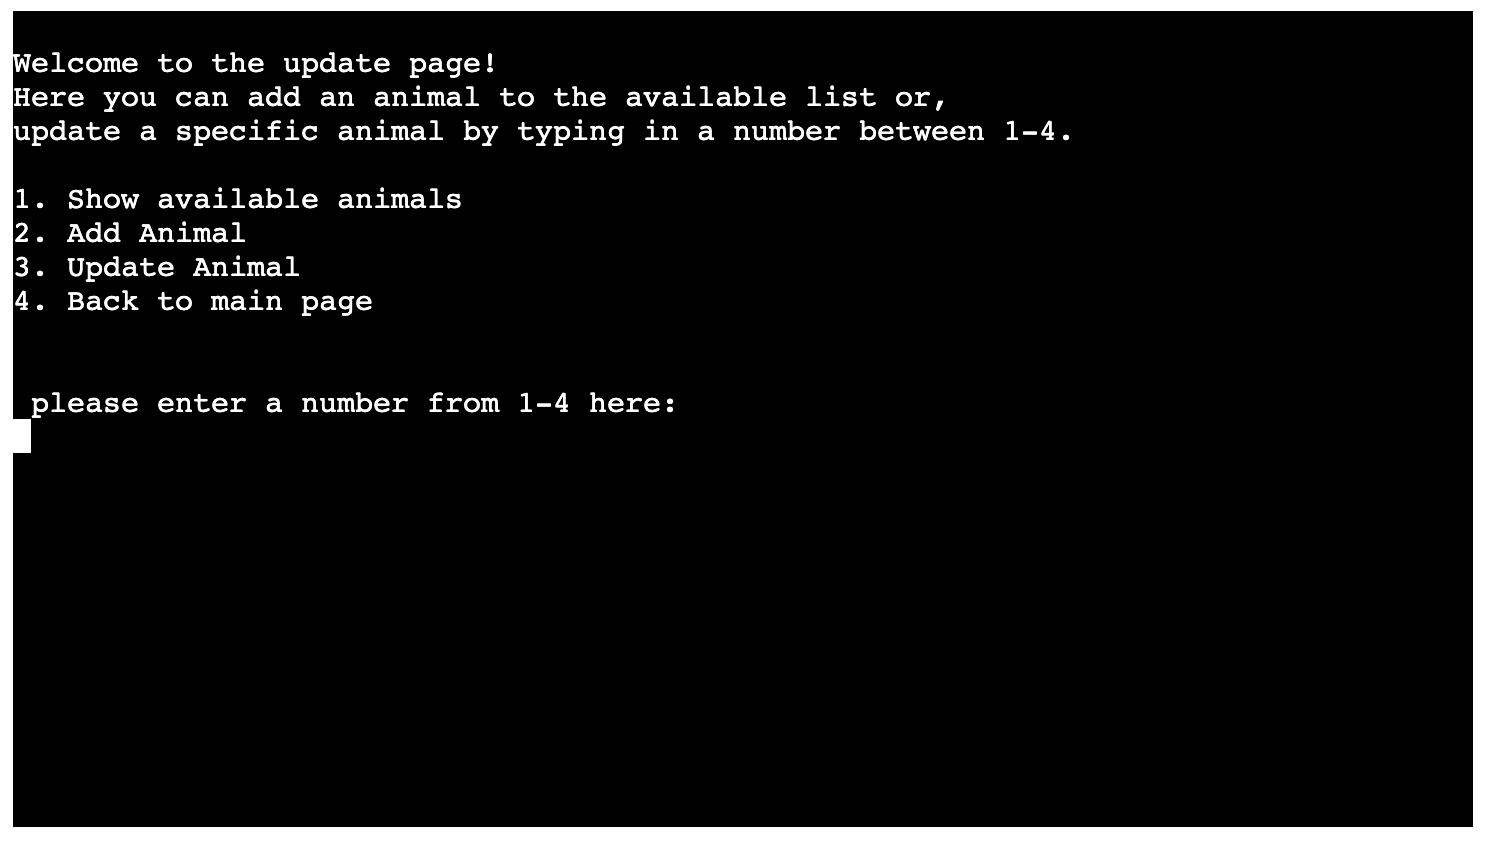 Welcome to the update page!
Here you can add an animal to the available list or,
update a specific animal by typing in a number between 1-4.
1. Show available animals
2. Add Animal
3. Update Animal
4. Back to main page
please enter a number from 1-4 here: